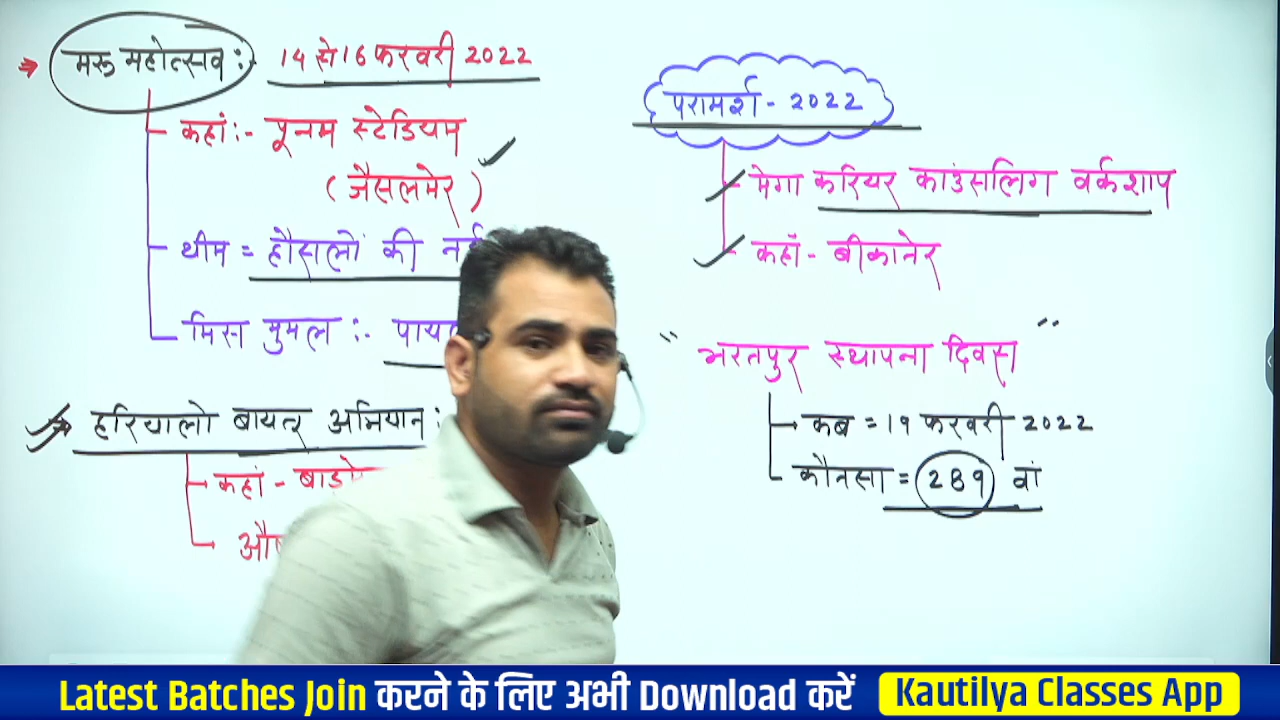 मरू महोत्सव :- 14 से 16 फरवरी 2022
कहां :- पूनम स्टेडियम
( जैसलमेर )
थीम = हौसलों की
मिस मुमल :-
हरियालो बायतु अभियान :
कहां -
परामर्श - 2022
मेगा करियर काउंसलिग वर्कशाप
कहाँ - बीकानेर
" भरतपुर स्थापना दिवस "
कब = 19 फरवरी 2022
कौनसा = 289 वां
Latest Batches Join करने के लिए अभी Download करें
Kautilya Classes App